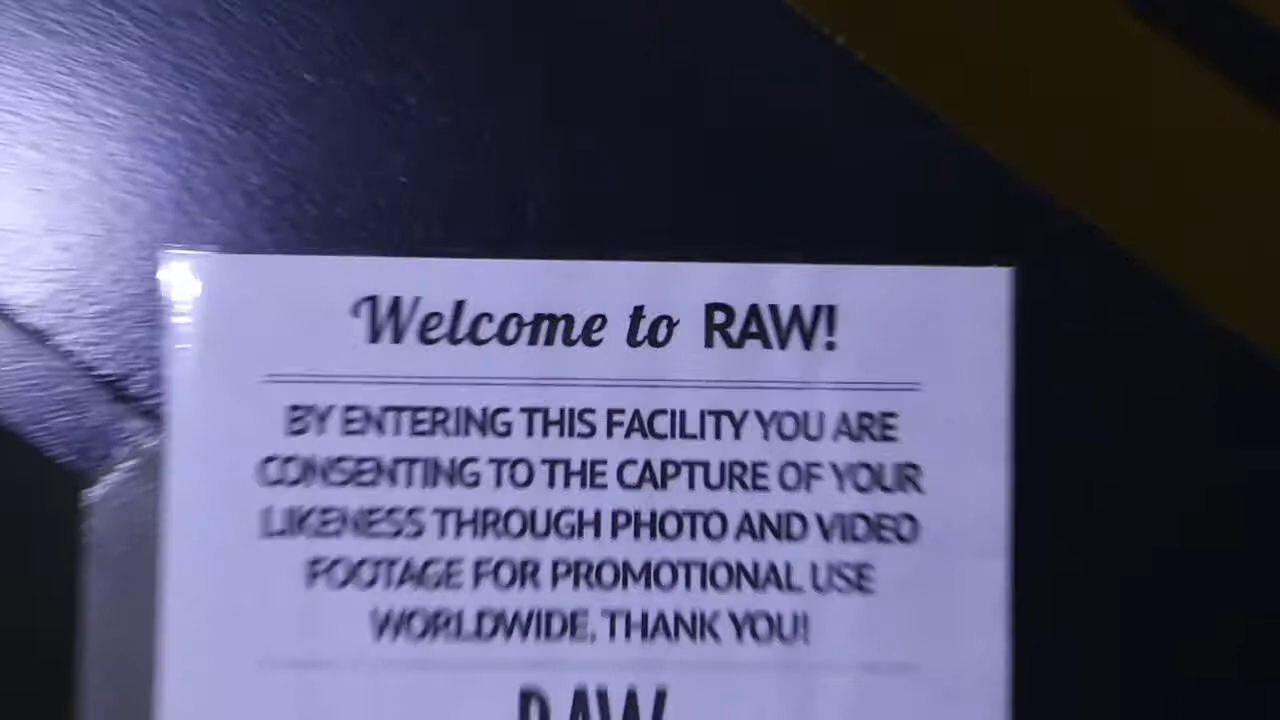 Welcome to RAW!
BY ENTERING THIS FACILITY YOU ARE
CONSENTING TO THE CAPTURE OF YOUR
LIKENESS THROUGH PHOTO AND VIDEO
FOOTAGE FOR PROMOTIONAL USE
WORLDWIDE. THANK YOU!
RAW